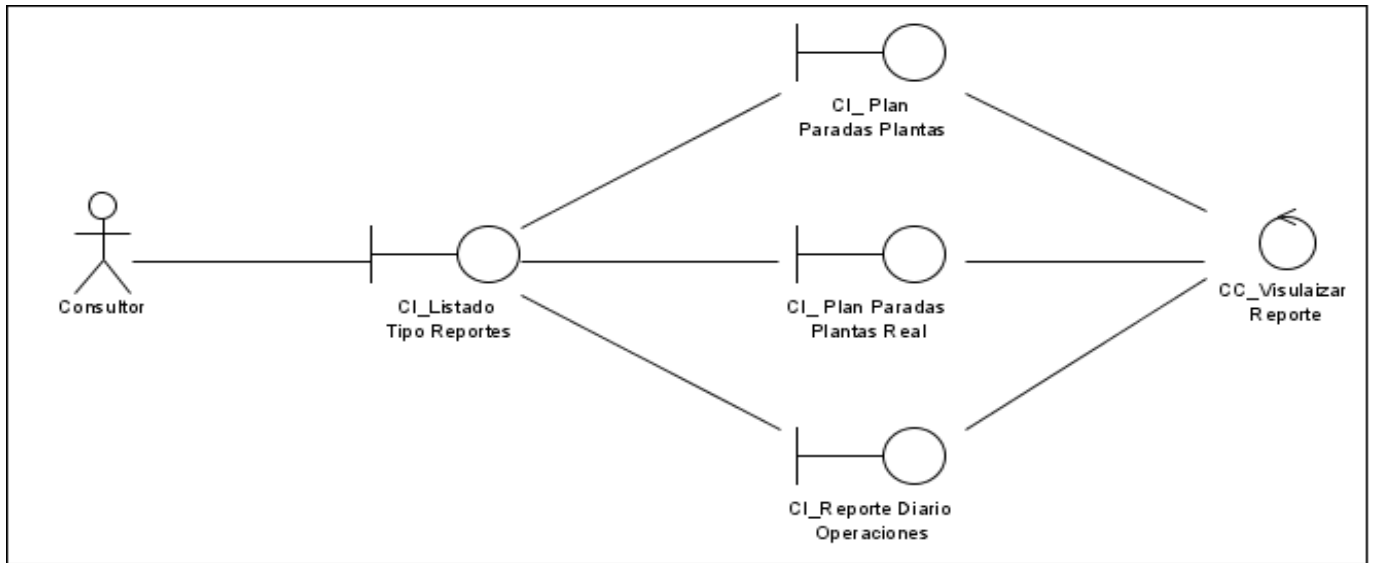 CI_ Plan
Paradas Plantas
Consultor
CI_Listado
Tipo Reportes
CI_ Plan Paradas
Plantas Real
CC_Visulaizar
Reporte
CI_Reporte Diario
Operaciones